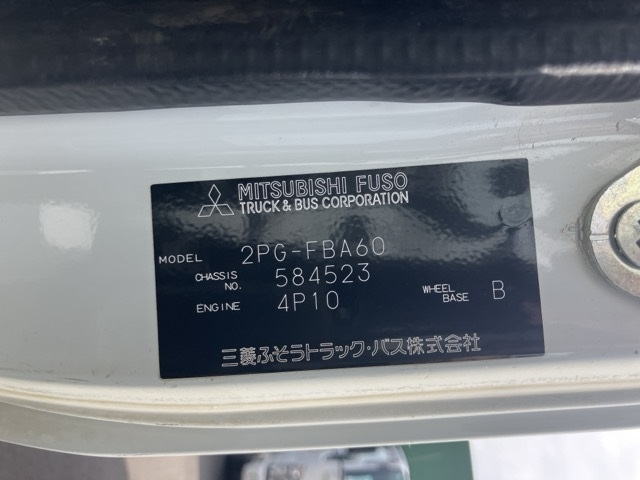 MITSUBISHI FUSO
TRUCK & BUS CORPORATION
MODEL 2PG-FBA60
CHASSIS NO. 584523
ENGINE 4P10 WHEEL BASE B
三菱ふそうトラック・バス株式会社